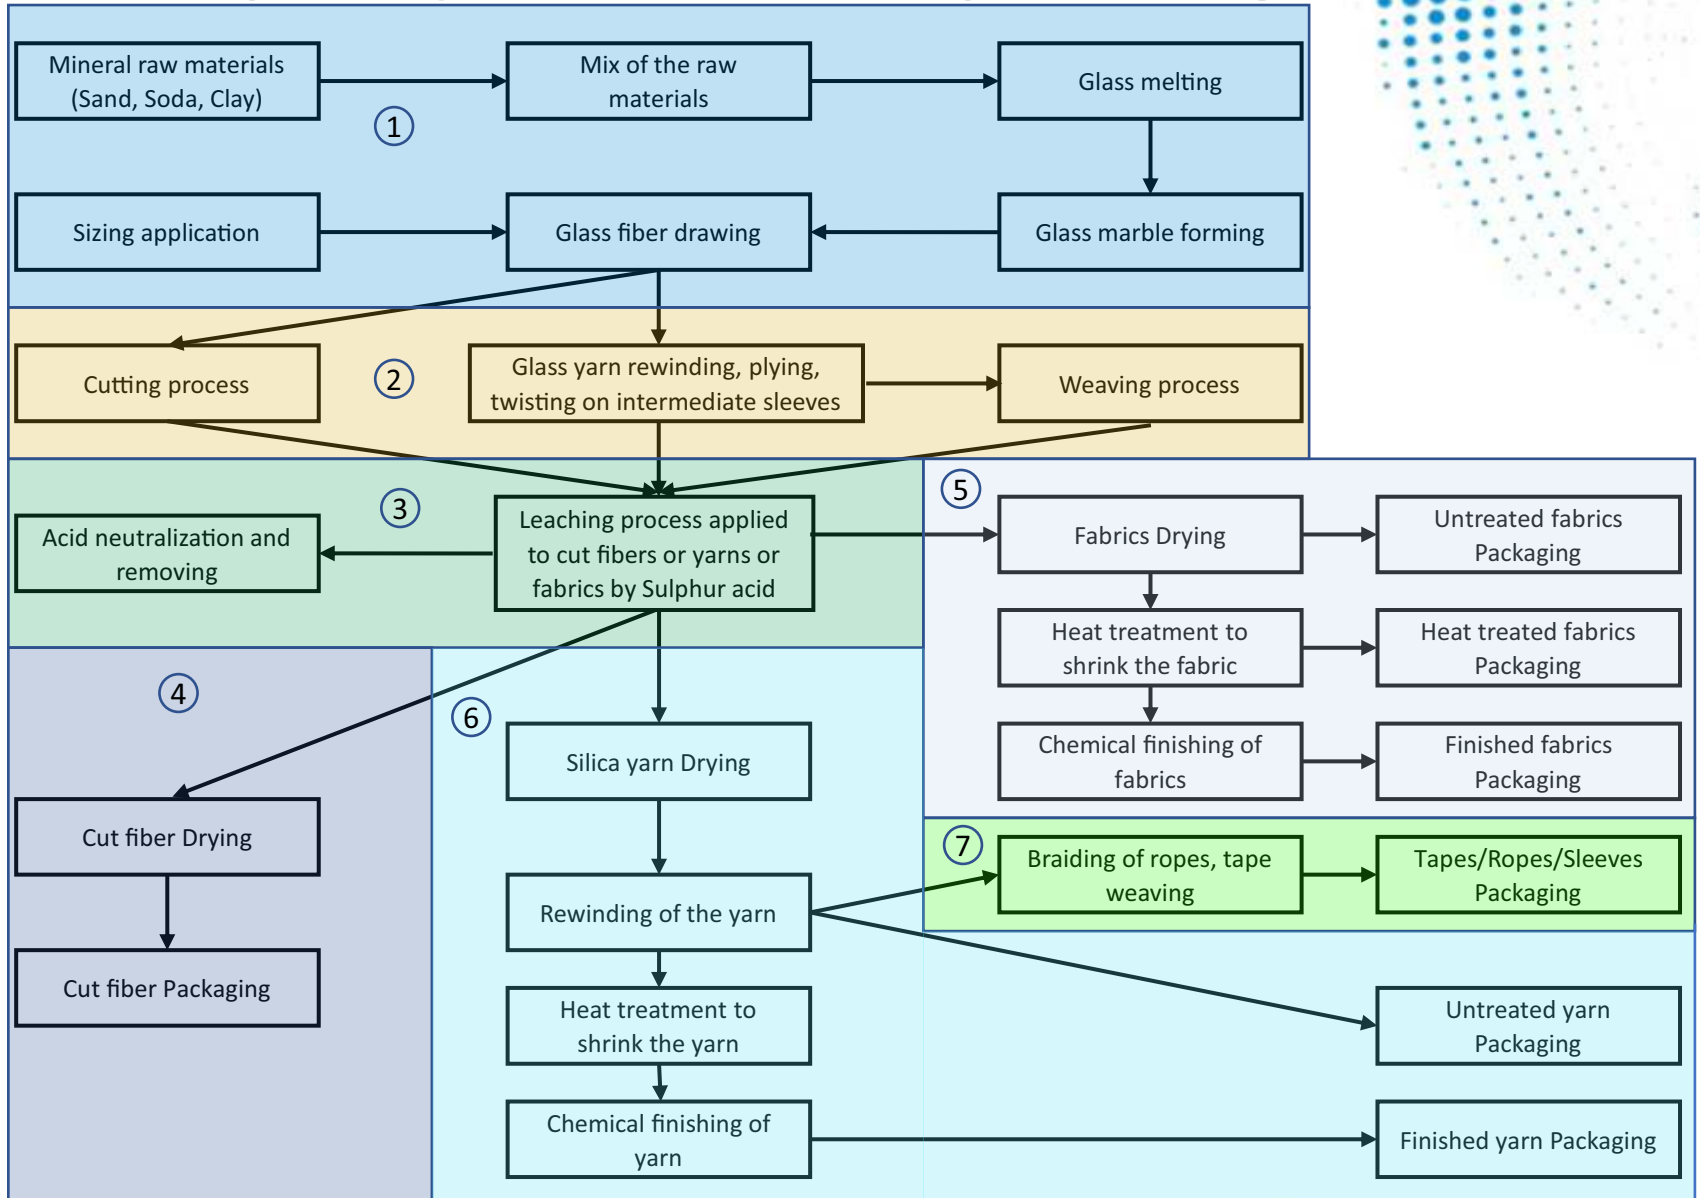 Mineral raw materials
(Sand, Soda, Clay)
Mix of the raw
materials
Glass melting
1
Sizing application
Glass fiber drawing
Glass marble forming
Cutting process
2
Glass yarn rewinding, plying,
twisting on intermediate sleeves
Weaving process
Acid neutralization and
removing
3
Leaching process applied
to cut fibers or yarns or
fabrics by Sulphur acid
5
Fabrics Drying
Untreated fabrics
Packaging
Heat treatment to
shrink the fabric
Heat treated fabrics
Packaging
Chemical finishing of
fabrics
Finished fabrics
Packaging
4
Cut fiber Drying
Cut fiber Packaging
6
Silica yarn Drying
Rewinding of the yarn
Heat treatment to
shrink the yarn
Chemical finishing of
yarn
7
Braiding of ropes, tape
weaving
Tapes/Ropes/Sleeves
Packaging
Untreated yarn
Packaging
Finished yarn Packaging